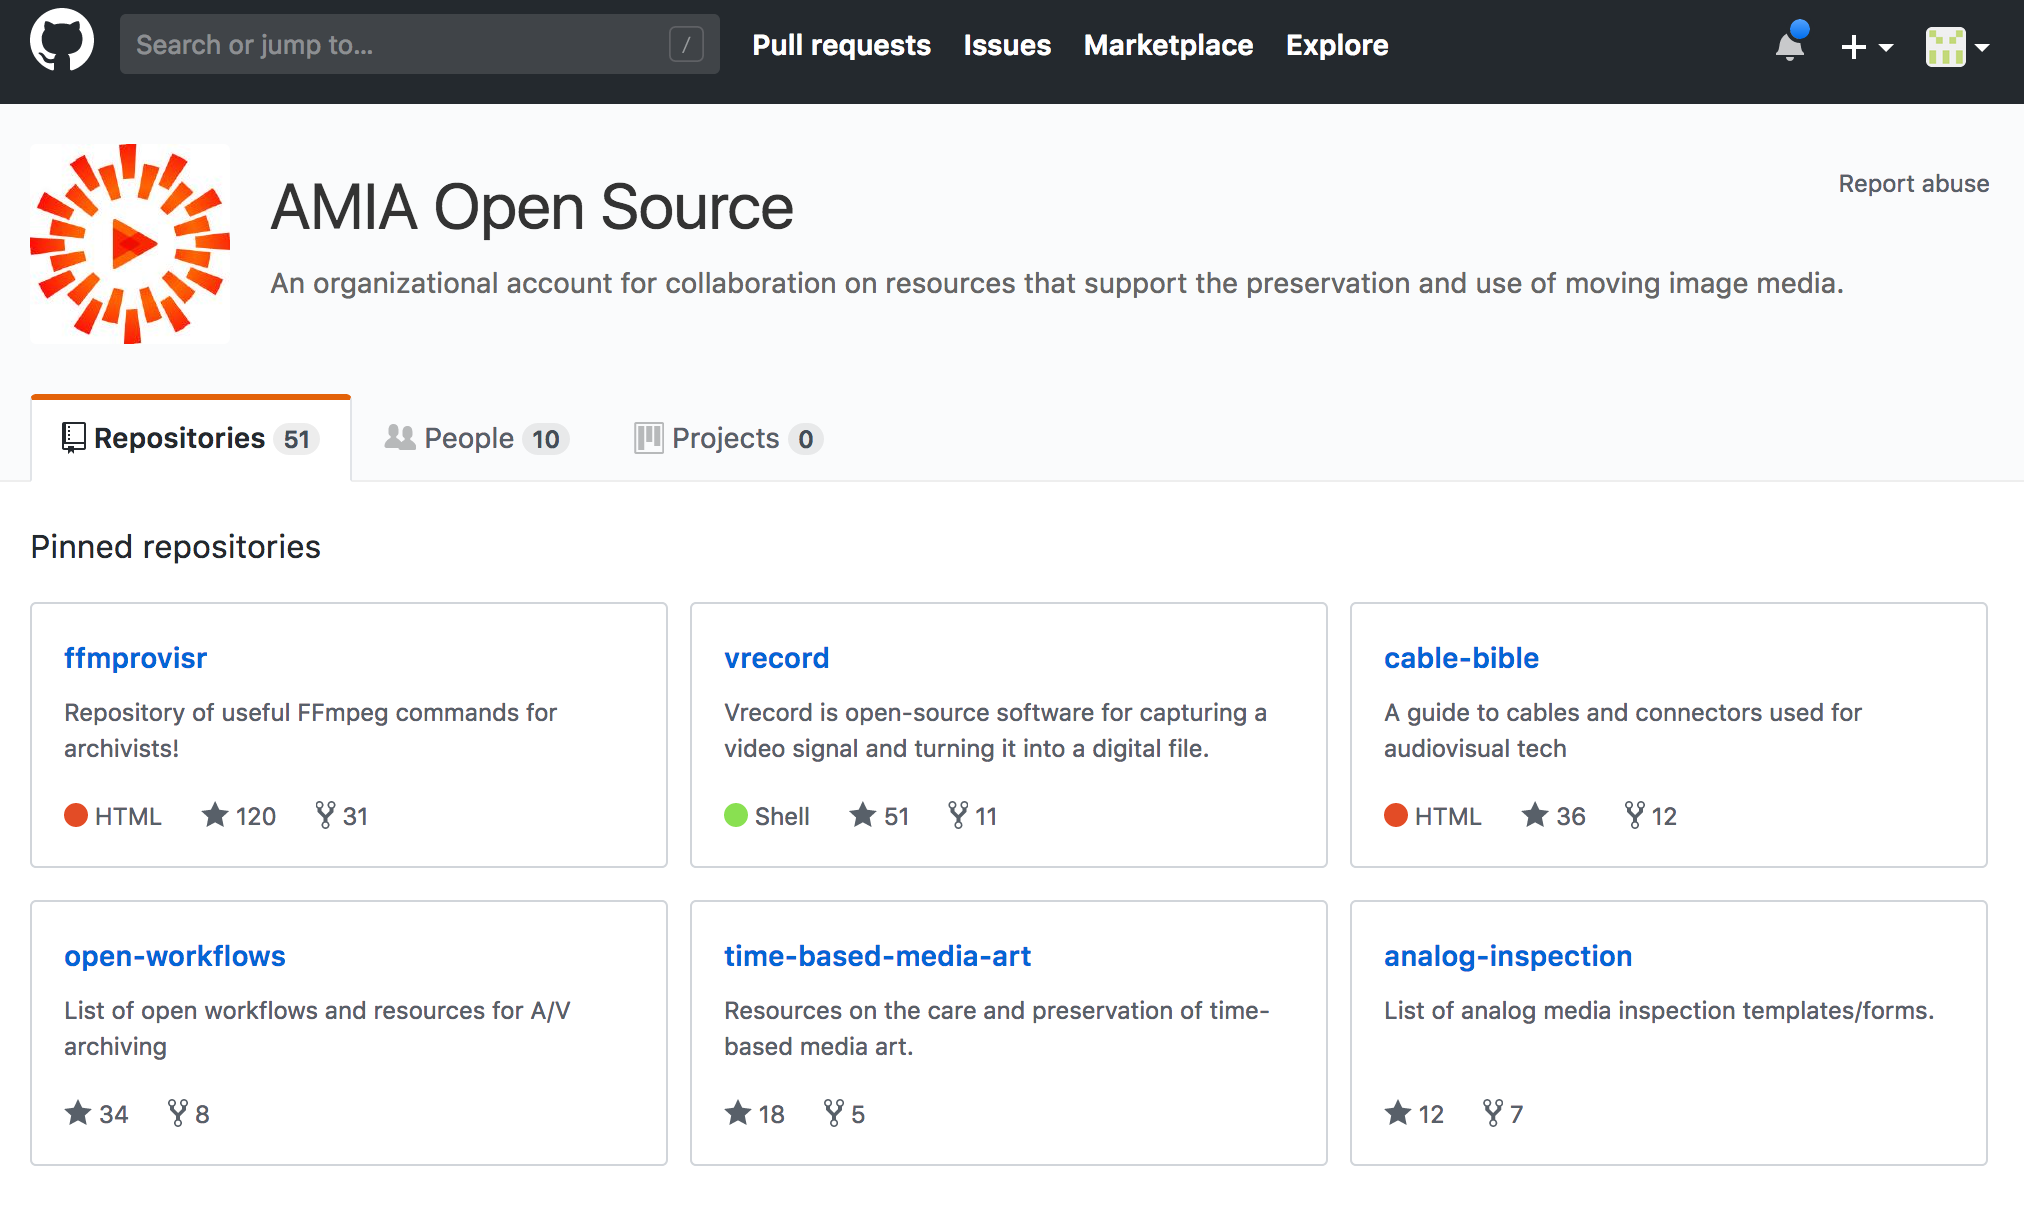 Search or jump to... /
Pull requests Issues Marketplace Explore
AMIA Open Source
Report abuse
An organizational account for collaboration on resources that support the preservation and use of moving image media.
Repositories 51 People 10 Projects 0
Pinned repositories
ffmprovisr
Repository of useful FFmpeg commands for
archivists!
HTML 120 31
vrecord
Vrecord is open-source software for capturing a
video signal and turning it into a digital file.
Shell 51 11
cable-bible
A guide to cables and connectors used for
audiovisual tech
HTML 36 12
open-workflows
List of open workflows and resources for A/V
archiving
34 8
time-based-media-art
Resources on the care and preservation of time-
based media art.
18 5
analog-inspection
List of analog media inspection templates/forms.
12 7